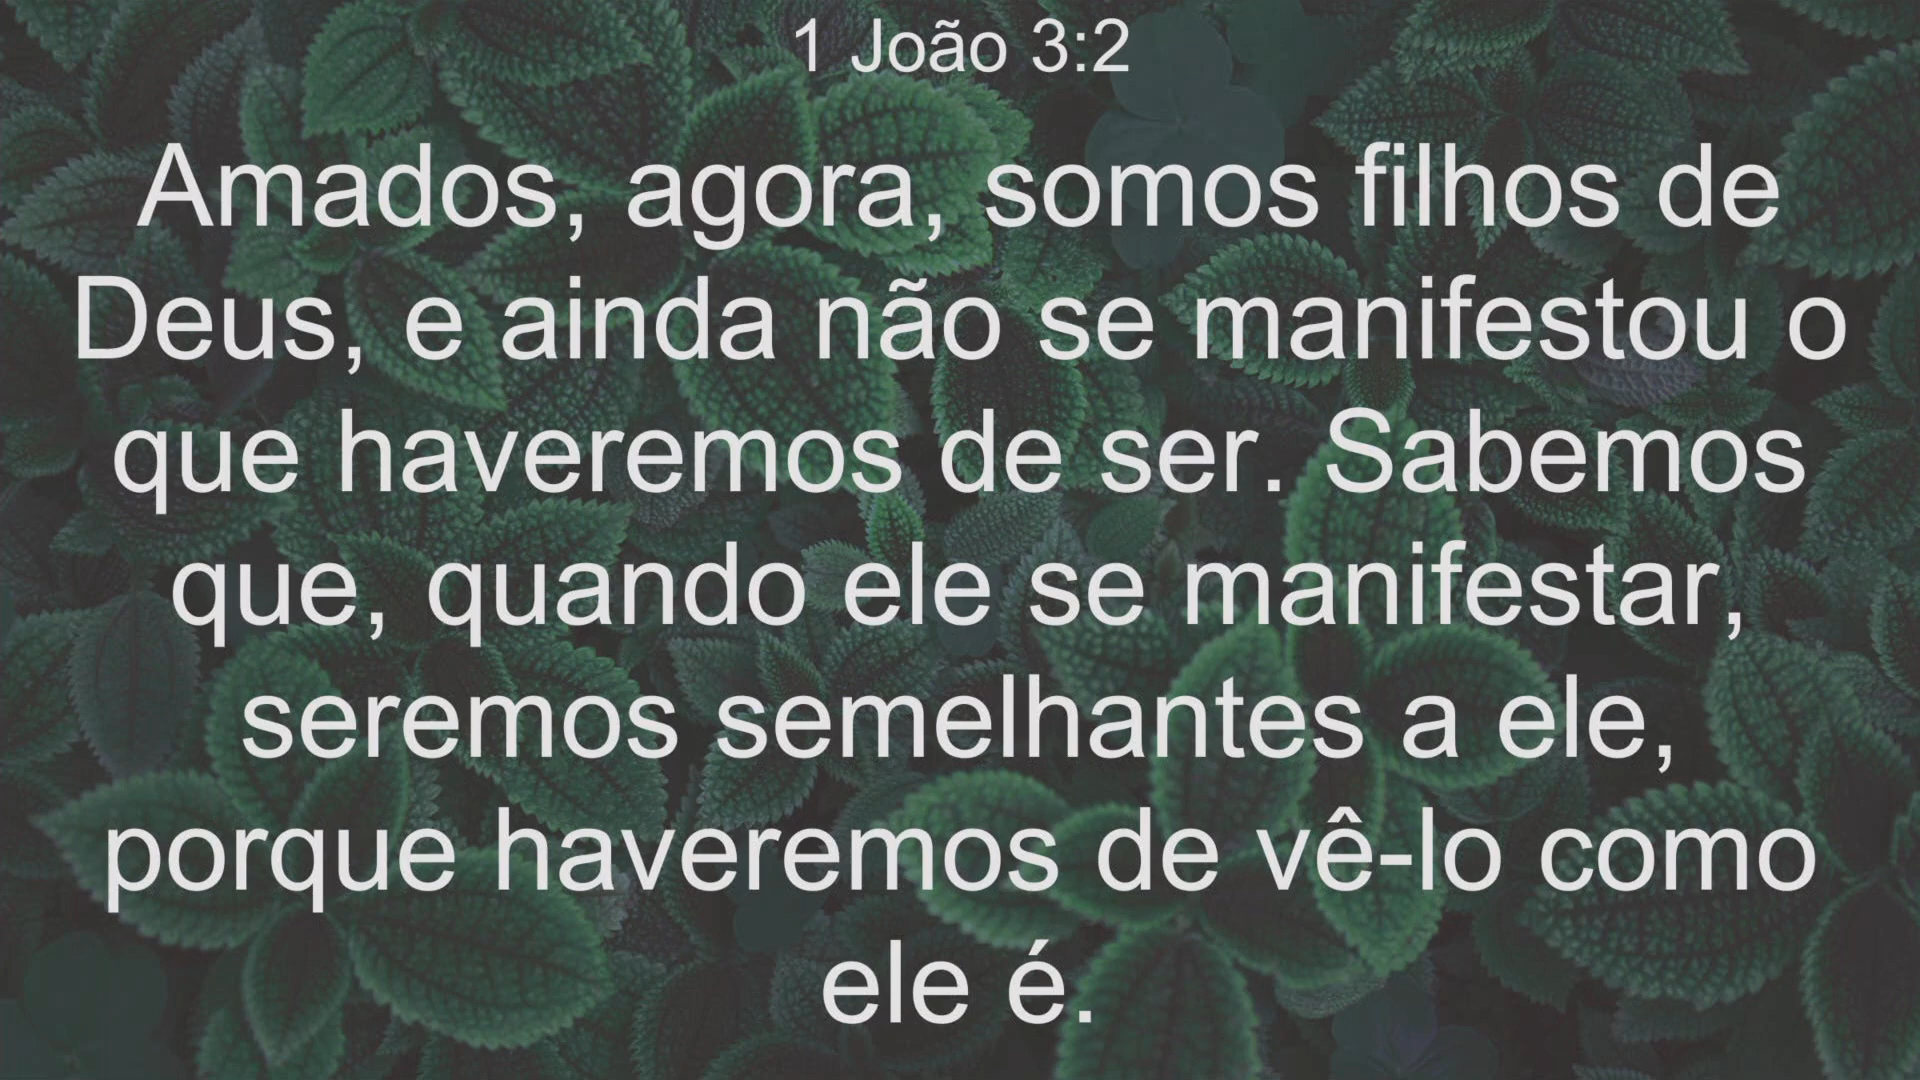 1 João 3:2
Amados, agora, somos filhos de
Deus, e ainda não se manifestou o
que haveremos de ser. Sabemos
que, quando ele se manifestar,
seremos semelhantes a ele,
porque haveremos de vê-lo como
ele é.